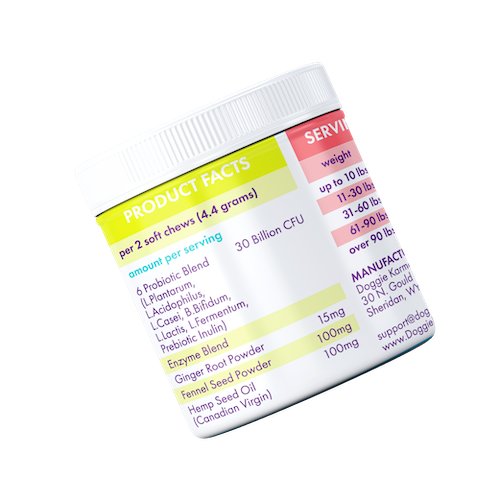 PRODUCT FACTS
per 2 soft chews (4.4 grams)
amount per serving
6 Probiotic Blend 30 Billion CFU
(L.Plantarum,
L.Acidophilus,
L.Casei, B.Bifidum,
L.Lactis, L.Fermentum,
Prebiotic Inulin)
Enzyme Blend
Ginger Root Powder 15mg
Fennel Seed Powder 100mg
Hemp Seed Oil 100mg
(Canadian Virgin)
SERVIN
weight
up to 10 lbs
11-30 lbs
31-60 lbs
61-90 lbs
over 90 lbs
MANUFACTU
Doggie Karm
30 N. Gould
Sheridan, WY
support@dog
www.Doggie